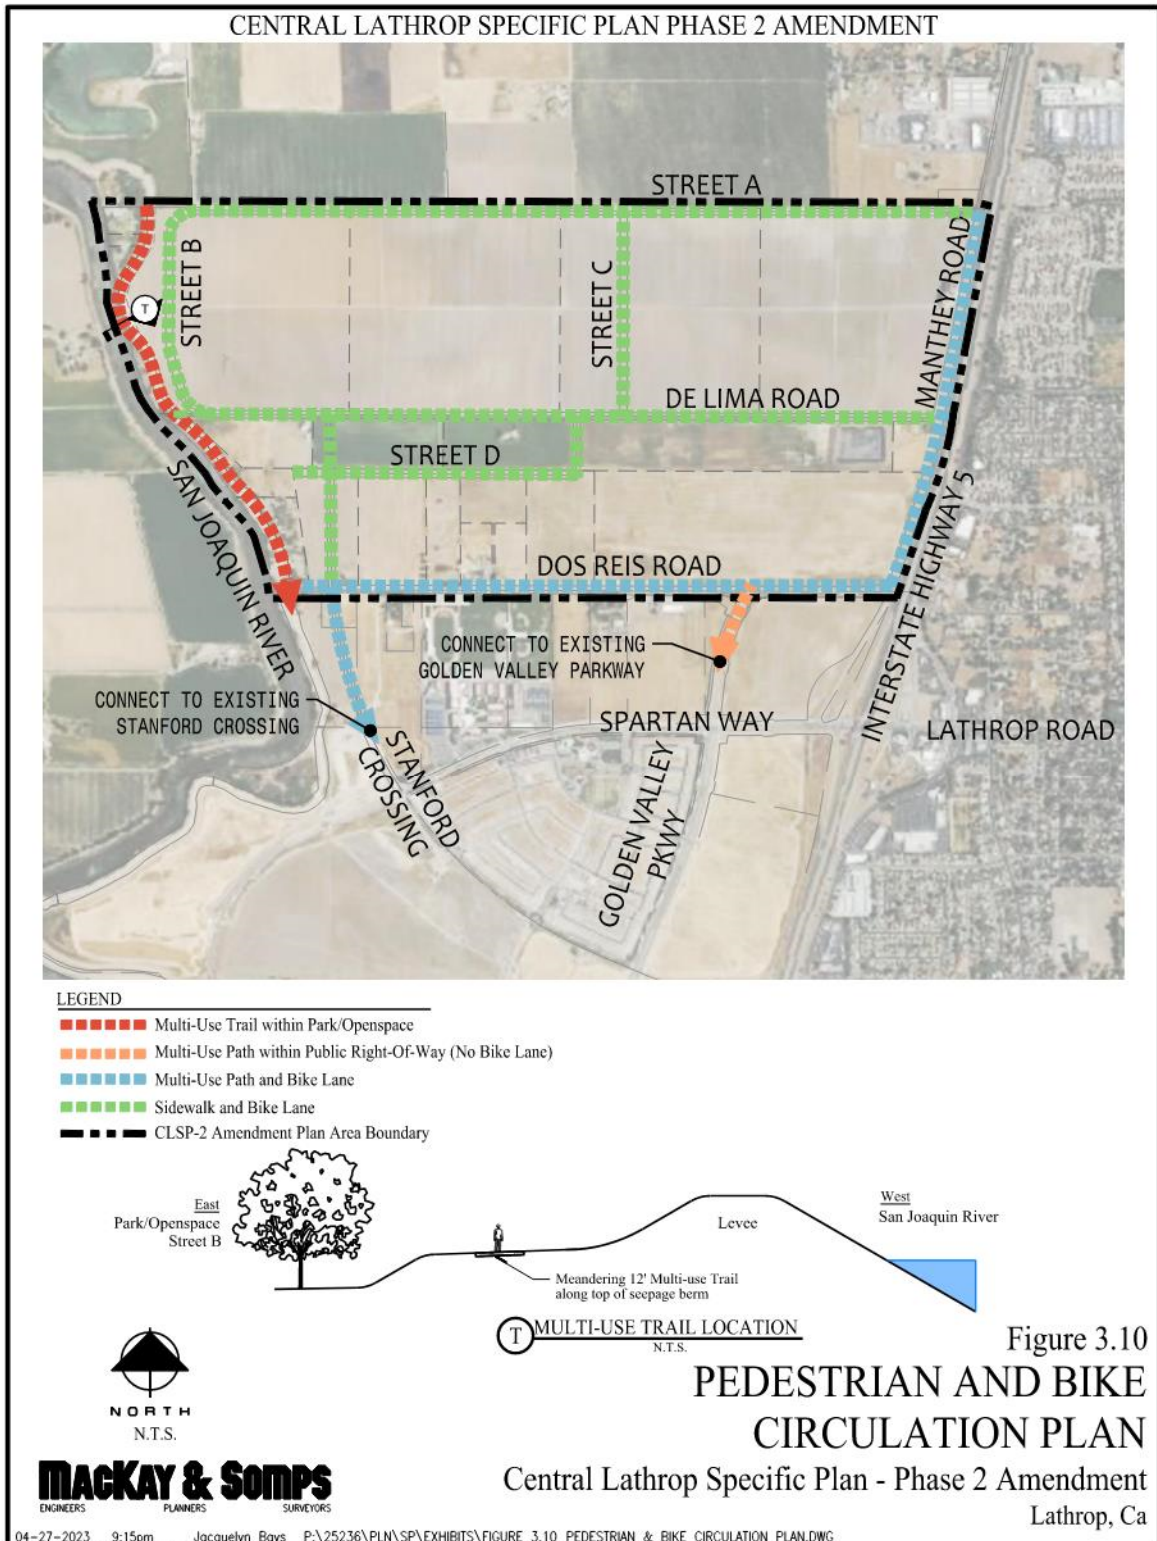 CENTRAL LATHROP SPECIFIC PLAN PHASE 2 AMENDMENT
STREET A
STREET B
STREET C
MANTHEY ROAD
T
DE LIMA ROAD
STREET D
SAN JOAQUIN RIVER
INTERSTATE HIGHWAY 5
DOS REIS ROAD
CONNECT TO EXISTING
GOLDEN VALLEY PARKWAY
CONNECT TO EXISTING
STANFORD CROSSING
SPARTAN WAY
LATHROP ROAD
STANFORD
CROSSING
GOLDEN VALLEY
PKWY
LEGEND
Multi-Use Trail within Park/Openspace
Multi-Use Path within Public Right-Of-Way (No Bike Lane)
Multi-Use Path and Bike Lane
Sidewalk and Bike Lane
CLSP-2 Amendment Plan Area Boundary
East
Park/Openspace
Street B
Levee
West
San Joaquin River
Meandering 12' Multi-use Trail
along top of seepage berm
T MULTI-USE TRAIL LOCATION
N.T.S.
NORTH
N.T.S.
Figure 3.10
PEDESTRIAN AND BIKE
CIRCULATION PLAN
Central Lathrop Specific Plan - Phase 2 Amendment
Lathrop, Ca
MACKAY & SOMPS
ENGINEERS PLANNERS SURVEYORS
04-27-2023 9:15pm Jacquelyn Bays P:\25236\PLN\SP\EXHIBITS\FIGURE 3.10 PEDESTRIAN & BIKE CIRCULATION PLAN.DWG